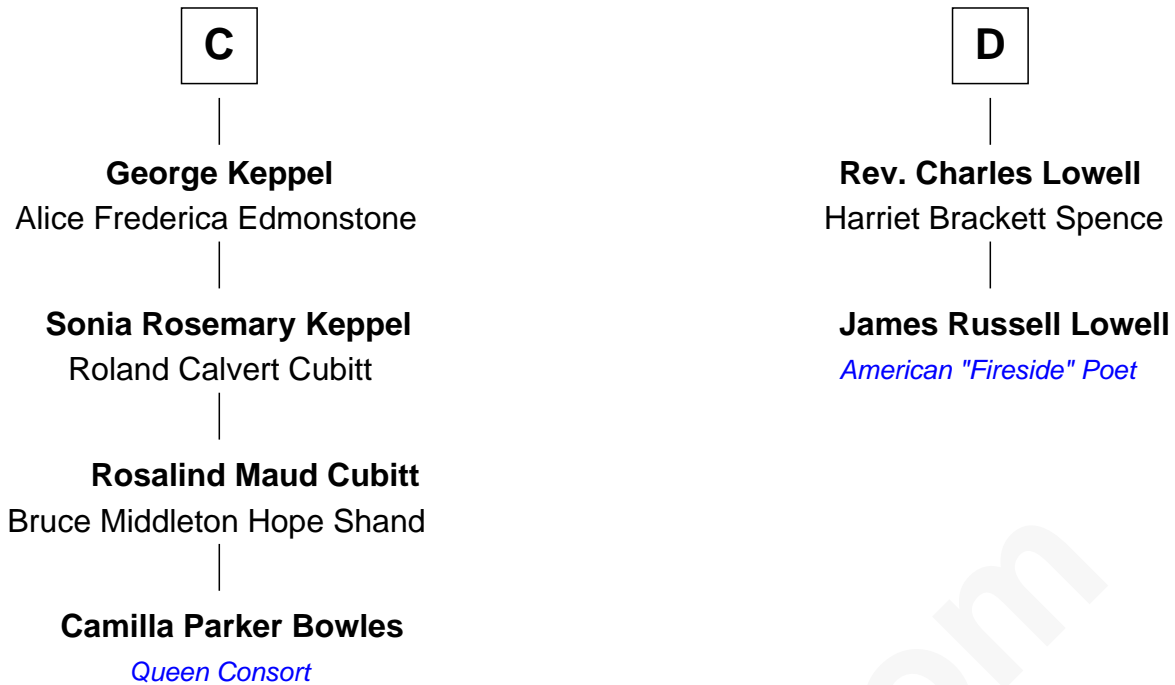 C
George Keppel
Alice Frederica Edmonstone
Sonia Rosemary Keppel
Roland Calvert Cubitt
Rosalind Maud Cubitt
Bruce Middleton Hope Shand
Camilla Parker Bowles
Queen Consort
D
Rev. Charles Lowell
Harriet Brackett Spence
James Russell Lowell
American "Fireside" Poet
om